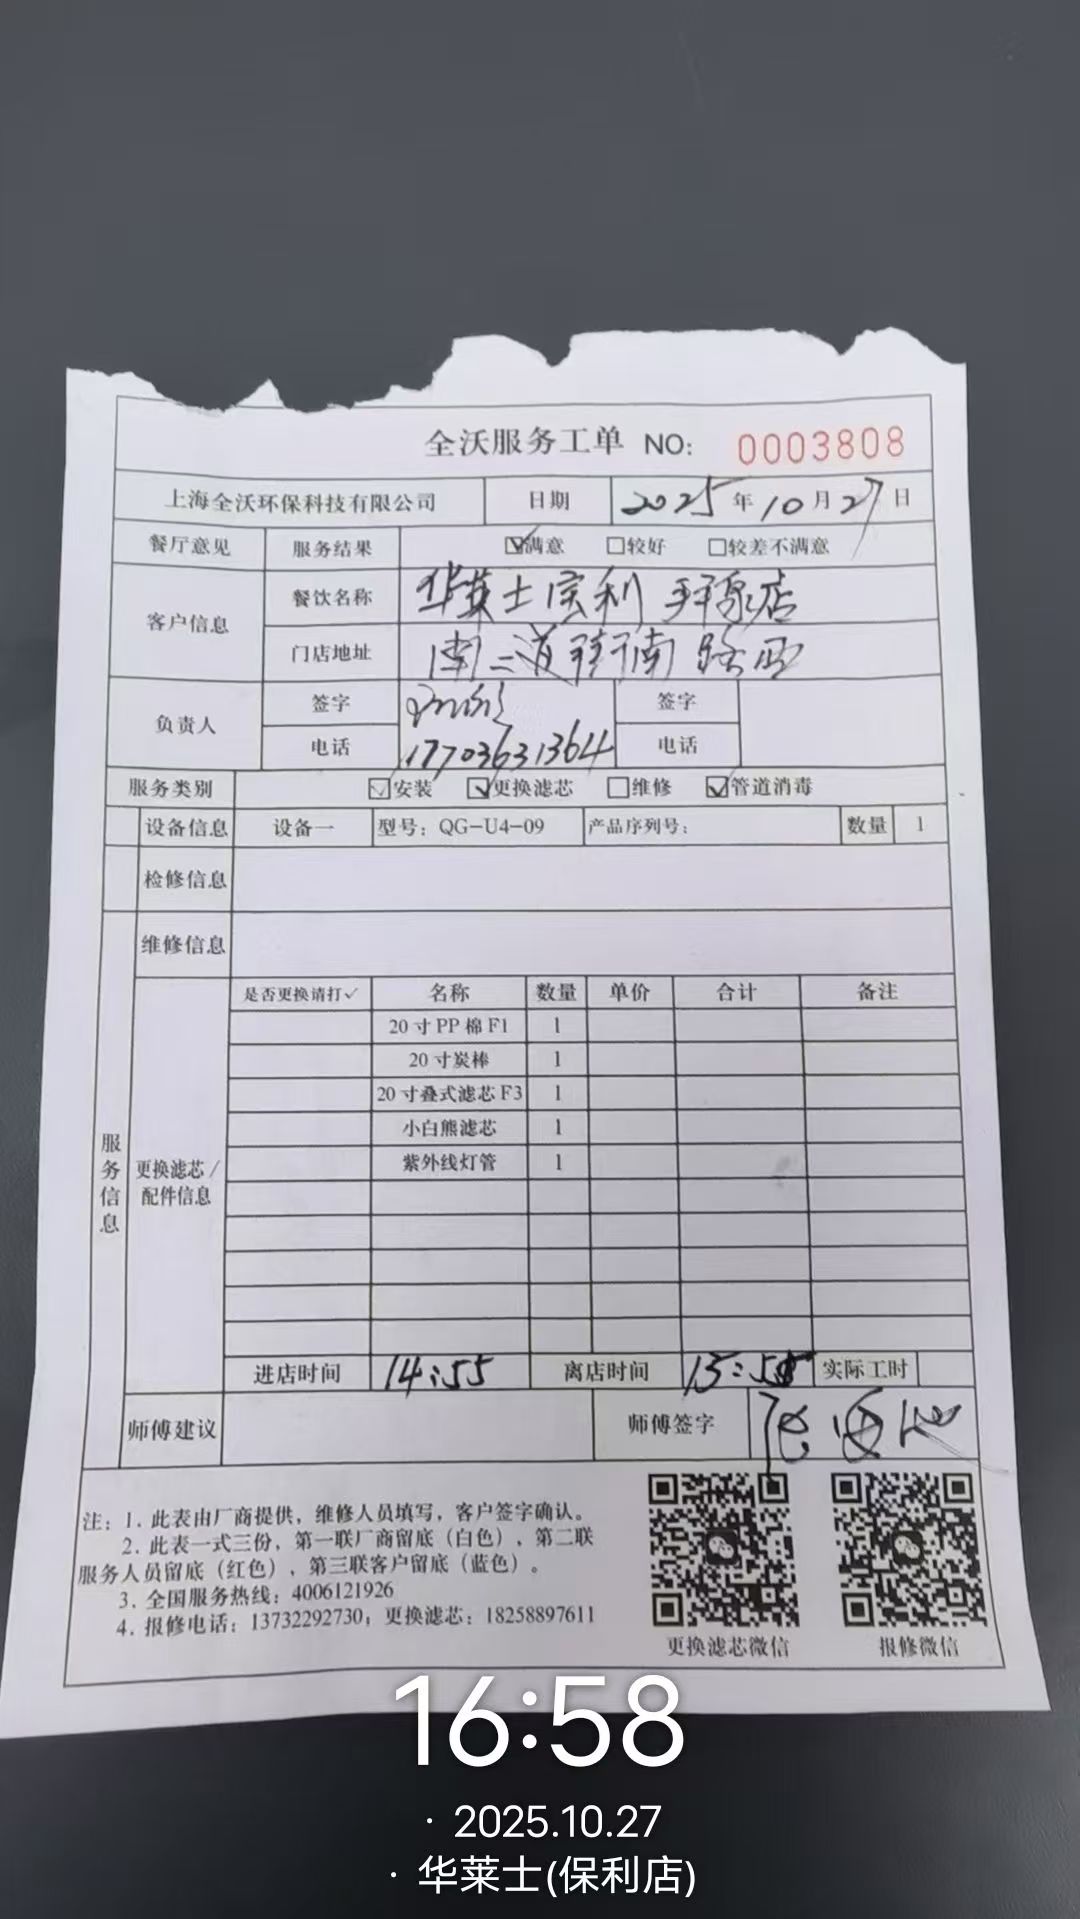 全沃服务工单 NO: 0003808
上海全沃环保科技有限公司 日期 2025年10月27日
餐厅意见 服务结果 ☑满意 □较好 □较差不满意
客户信息 餐饮名称 华莱士宝利 店
门店地址 南二道街南路西
负责人 签字 签字
电话 17703631364 电话
服务类别 ☑安装 ☑更换滤芯 □维修 ☑管道消毒
设备信息 设备一 型号：QG-U4-09 产品序列号： 数量 1
检修信息
维修信息
服务信息
更换滤芯/配件信息
是否更换请打✓ 名称 数量 单价 合计 备注
20寸PP棉F1 1
20寸炭棒 1
20寸叠式滤芯F3 1
小白熊滤芯 1
紫外线灯管 1
进店时间 14:55 离店时间 15:58 实际工时
师傅建议 师傅签字
注：1. 此表由厂商提供，维修人员填写，客户签字确认。
2. 此表一式三份，第一联厂商留底（白色），第二联
服务人员留底（红色），第三联客户留底（蓝色）。
3. 全国服务热线：4006121926
4. 报修电话：13732292730；更换滤芯：18258897611
更换滤芯微信 报修微信
16:58
· 2025.10.27
· 华莱士(保利店)